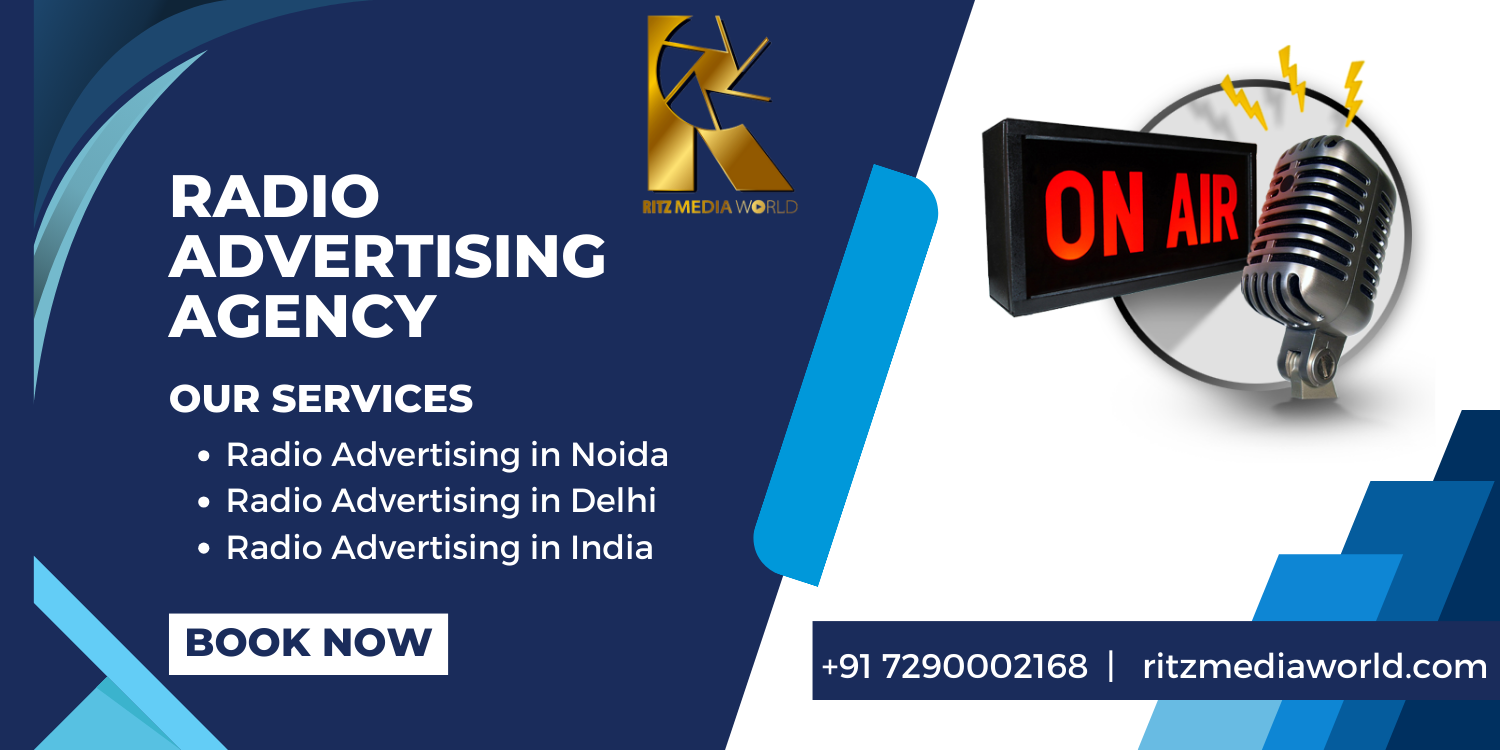 RITZ MEDIA WORLD
RADIO
ADVERTISING
AGENCY
OUR SERVICES
• Radio Advertising in Noida
• Radio Advertising in Delhi
• Radio Advertising in India
BOOK NOW
ON AIR
+91 7290002168 | ritzmediaworld.com